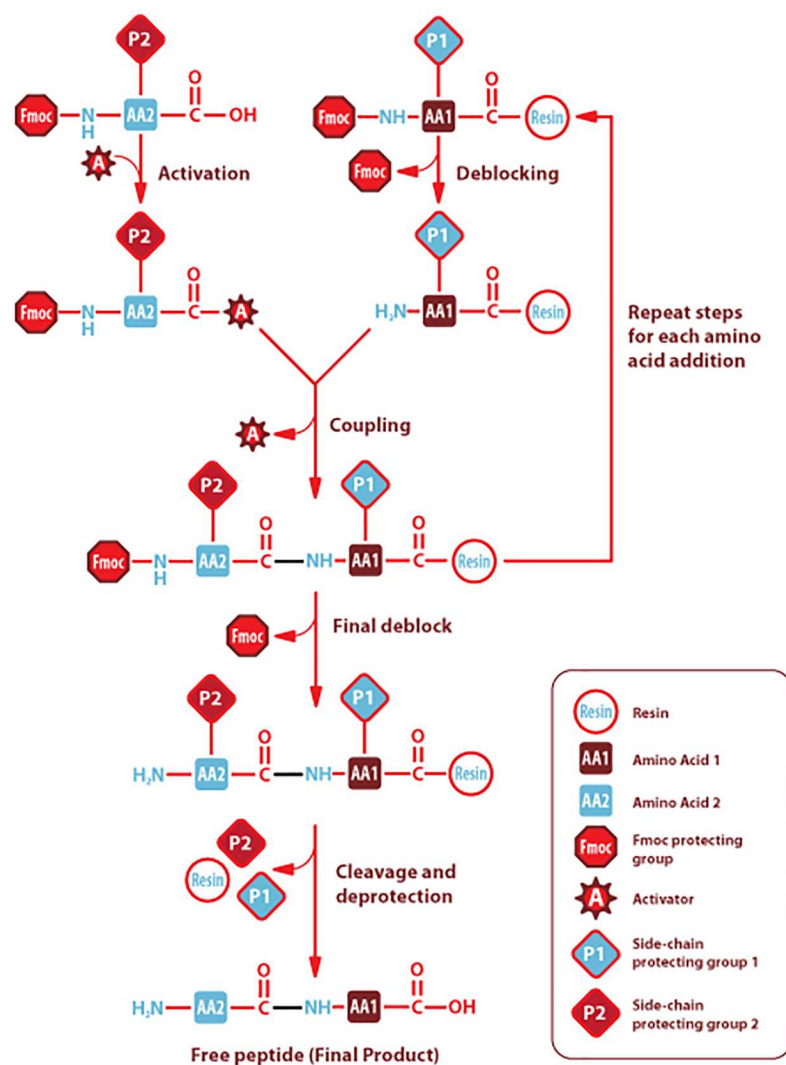 P2
P1
O
O
Fmoc
N
H
AA2
C
OH
Fmoc
NH
AA1
C
Resin
A
Activation
Fmoc
Deblocking
P2
P1
O
O
Fmoc
N
H
AA2
C
A
H₂N
AA1
C
Resin
Repeat steps
for each amino
acid addition
A
Coupling
P2
P1
O
O
Fmoc
N
H
AA2
C
NH
AA1
C
Resin
Fmoc
Final deblock
P2
P1
O
O
H₂N
AA2
C
NH
AA1
C
Resin
P2
Resin
P1
Cleavage and
deprotection
O
O
H₂N
AA2
C
NH
AA1
C
OH
Free peptide (Final Product)
Resin
Resin
AA1
Amino Acid 1
AA2
Amino Acid 2
Fmoc
Fmoc protecting
group
A
Activator
P1
Side-chain
protecting group 1
P2
Side-chain
protecting group 2